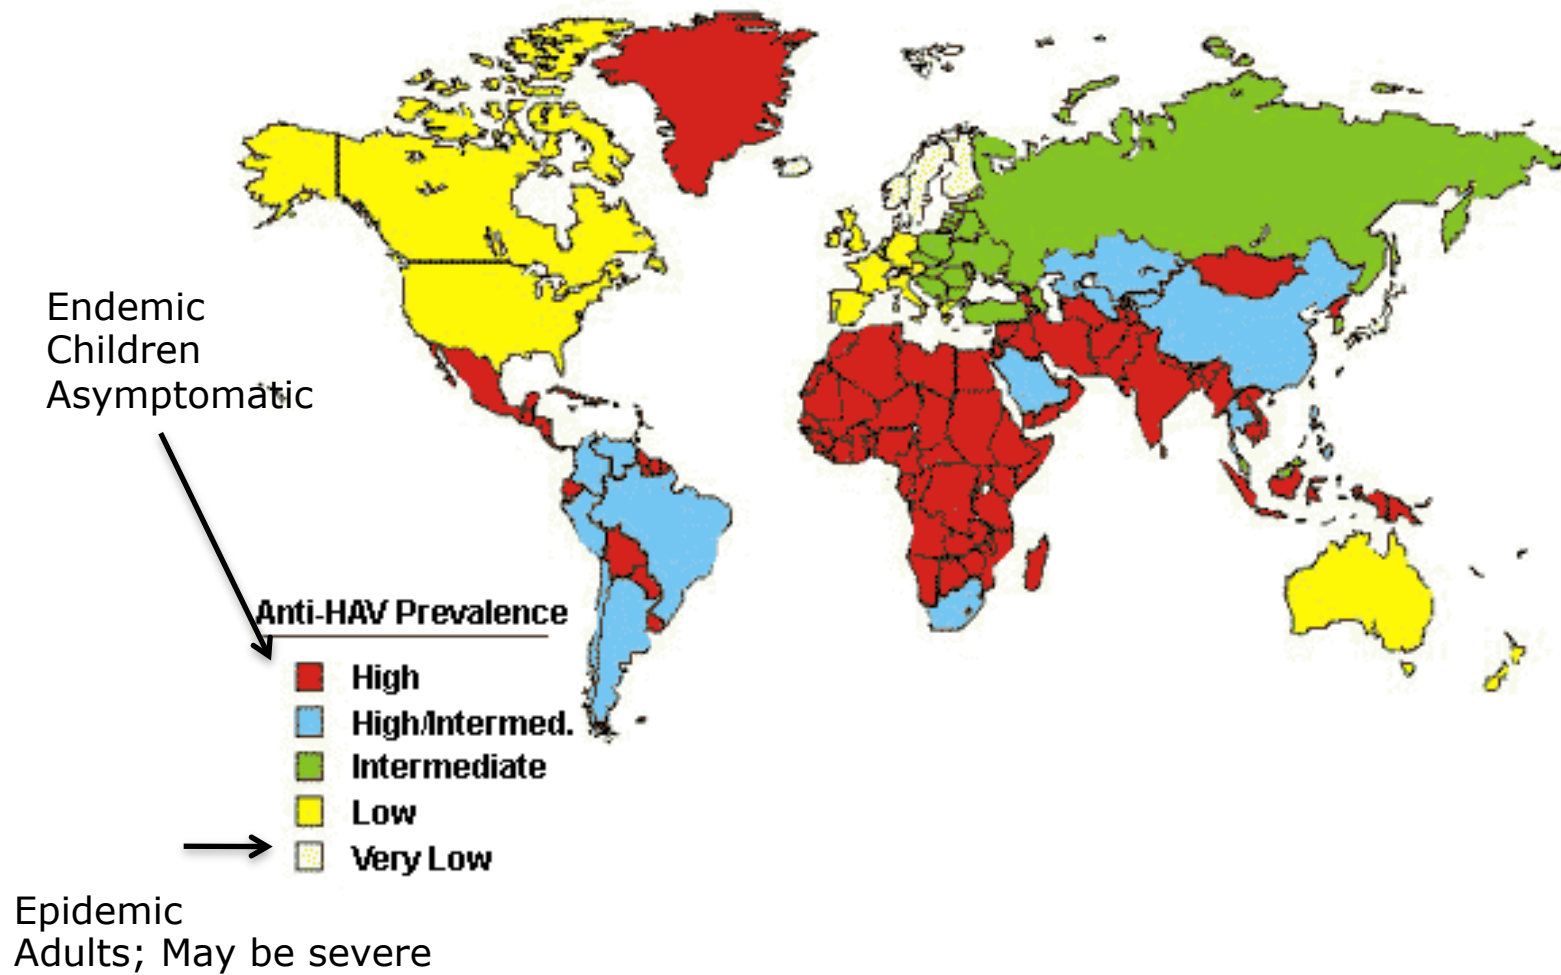 Endemic
Children
Asymptomatic
Anti-HAV Prevalence
High
High/Intermed.
Intermediate
Low
Very Low
Epidemic
Adults; May be severe